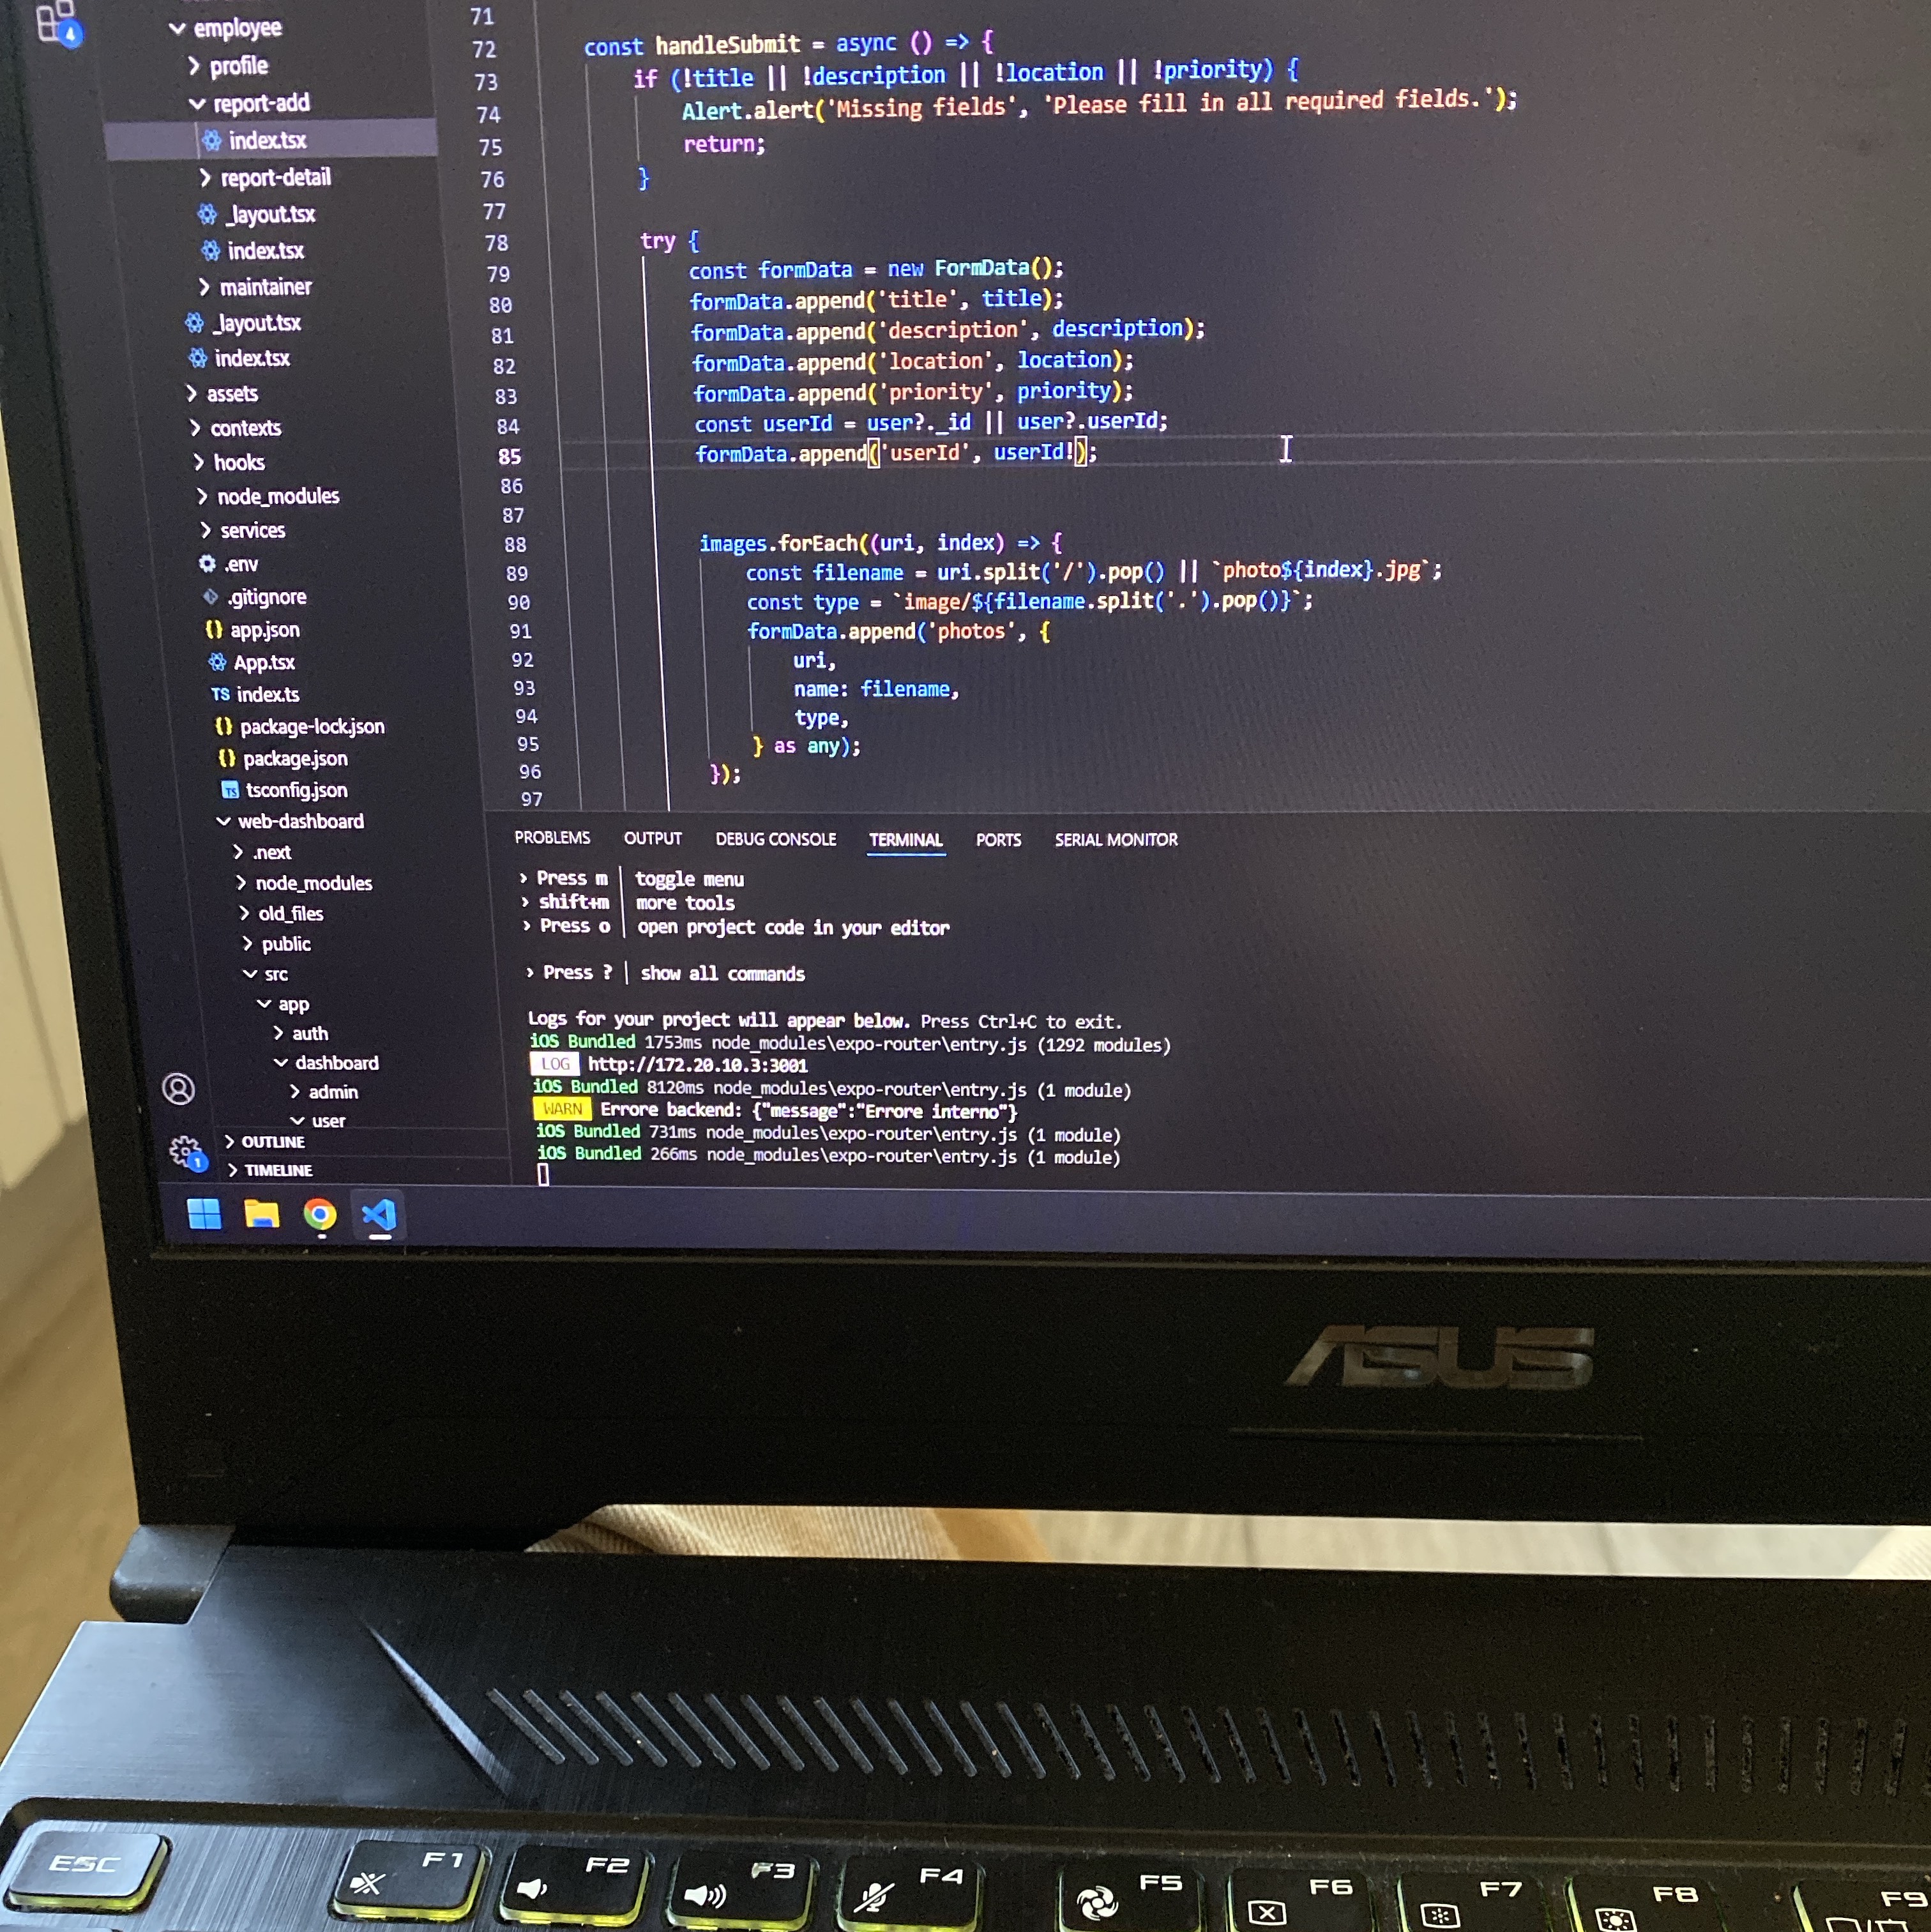 4
employee
profile
report-add
index.tsx
report-detail
_layout.tsx
index.tsx
maintainer
_layout.tsx
index.tsx
assets
contexts
hooks
node_modules
services
.env
.gitignore
{} app.json
App.tsx
TS index.ts
{} package-lock.json
{} package.json
TS tsconfig.json
web-dashboard
.next
node_modules
old_files
public
src
app
auth
dashboard
admin
user
OUTLINE
TIMELINE
1
71
72 const handleSubmit = async () => {
73 if (!title || !description || !location || !priority) {
74 Alert.alert('Missing fields', 'Please fill in all required fields.');
75 return;
76 }
77
78 try {
79 const formData = new FormData();
80 formData.append('title', title);
81 formData.append('description', description);
82 formData.append('location', location);
83 formData.append('priority', priority);
84 const userId = user?._id || user?.userId;
85 formData.append('userId', userId!);
86
87
88 images.forEach((uri, index) => {
89 const filename = uri.split('/').pop() || `photo${index}.jpg`;
90 const type = `image/${filename.split('.').pop()}`;
91 formData.append('photos', {
92 uri,
93 name: filename,
94 type,
95 } as any);
96 });
97
PROBLEMS OUTPUT DEBUG CONSOLE TERMINAL PORTS SERIAL MONITOR
› Press m │ toggle menu
› shift+m │ more tools
› Press o │ open project code in your editor
› Press ? │ show all commands
Logs for your project will appear below. Press Ctrl+C to exit.
iOS Bundled 1753ms node_modules\expo-router\entry.js (1292 modules)
LOG http://172.20.10.3:3001
iOS Bundled 8120ms node_modules\expo-router\entry.js (1 module)
WARN Errore backend: {"message":"Errore interno"}
iOS Bundled 731ms node_modules\expo-router\entry.js (1 module)
iOS Bundled 266ms node_modules\expo-router\entry.js (1 module)
ASUS
ESC F1 F2 F3 F4 F5 F6 F7 F8 F9